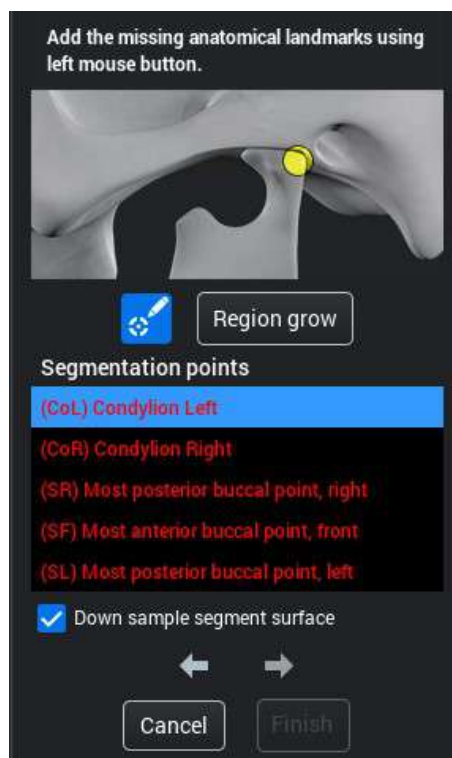 Add the missing anatomical landmarks using
left mouse button.
Region grow
Segmentation points
(CoL) Condylion Left
(CoR) Condylion Right
(SR) Most posterior buccal point, right
(SF) Most anterior buccal point, front
(SL) Most posterior buccal point, left
Down sample segment surface
Cancel
Finish